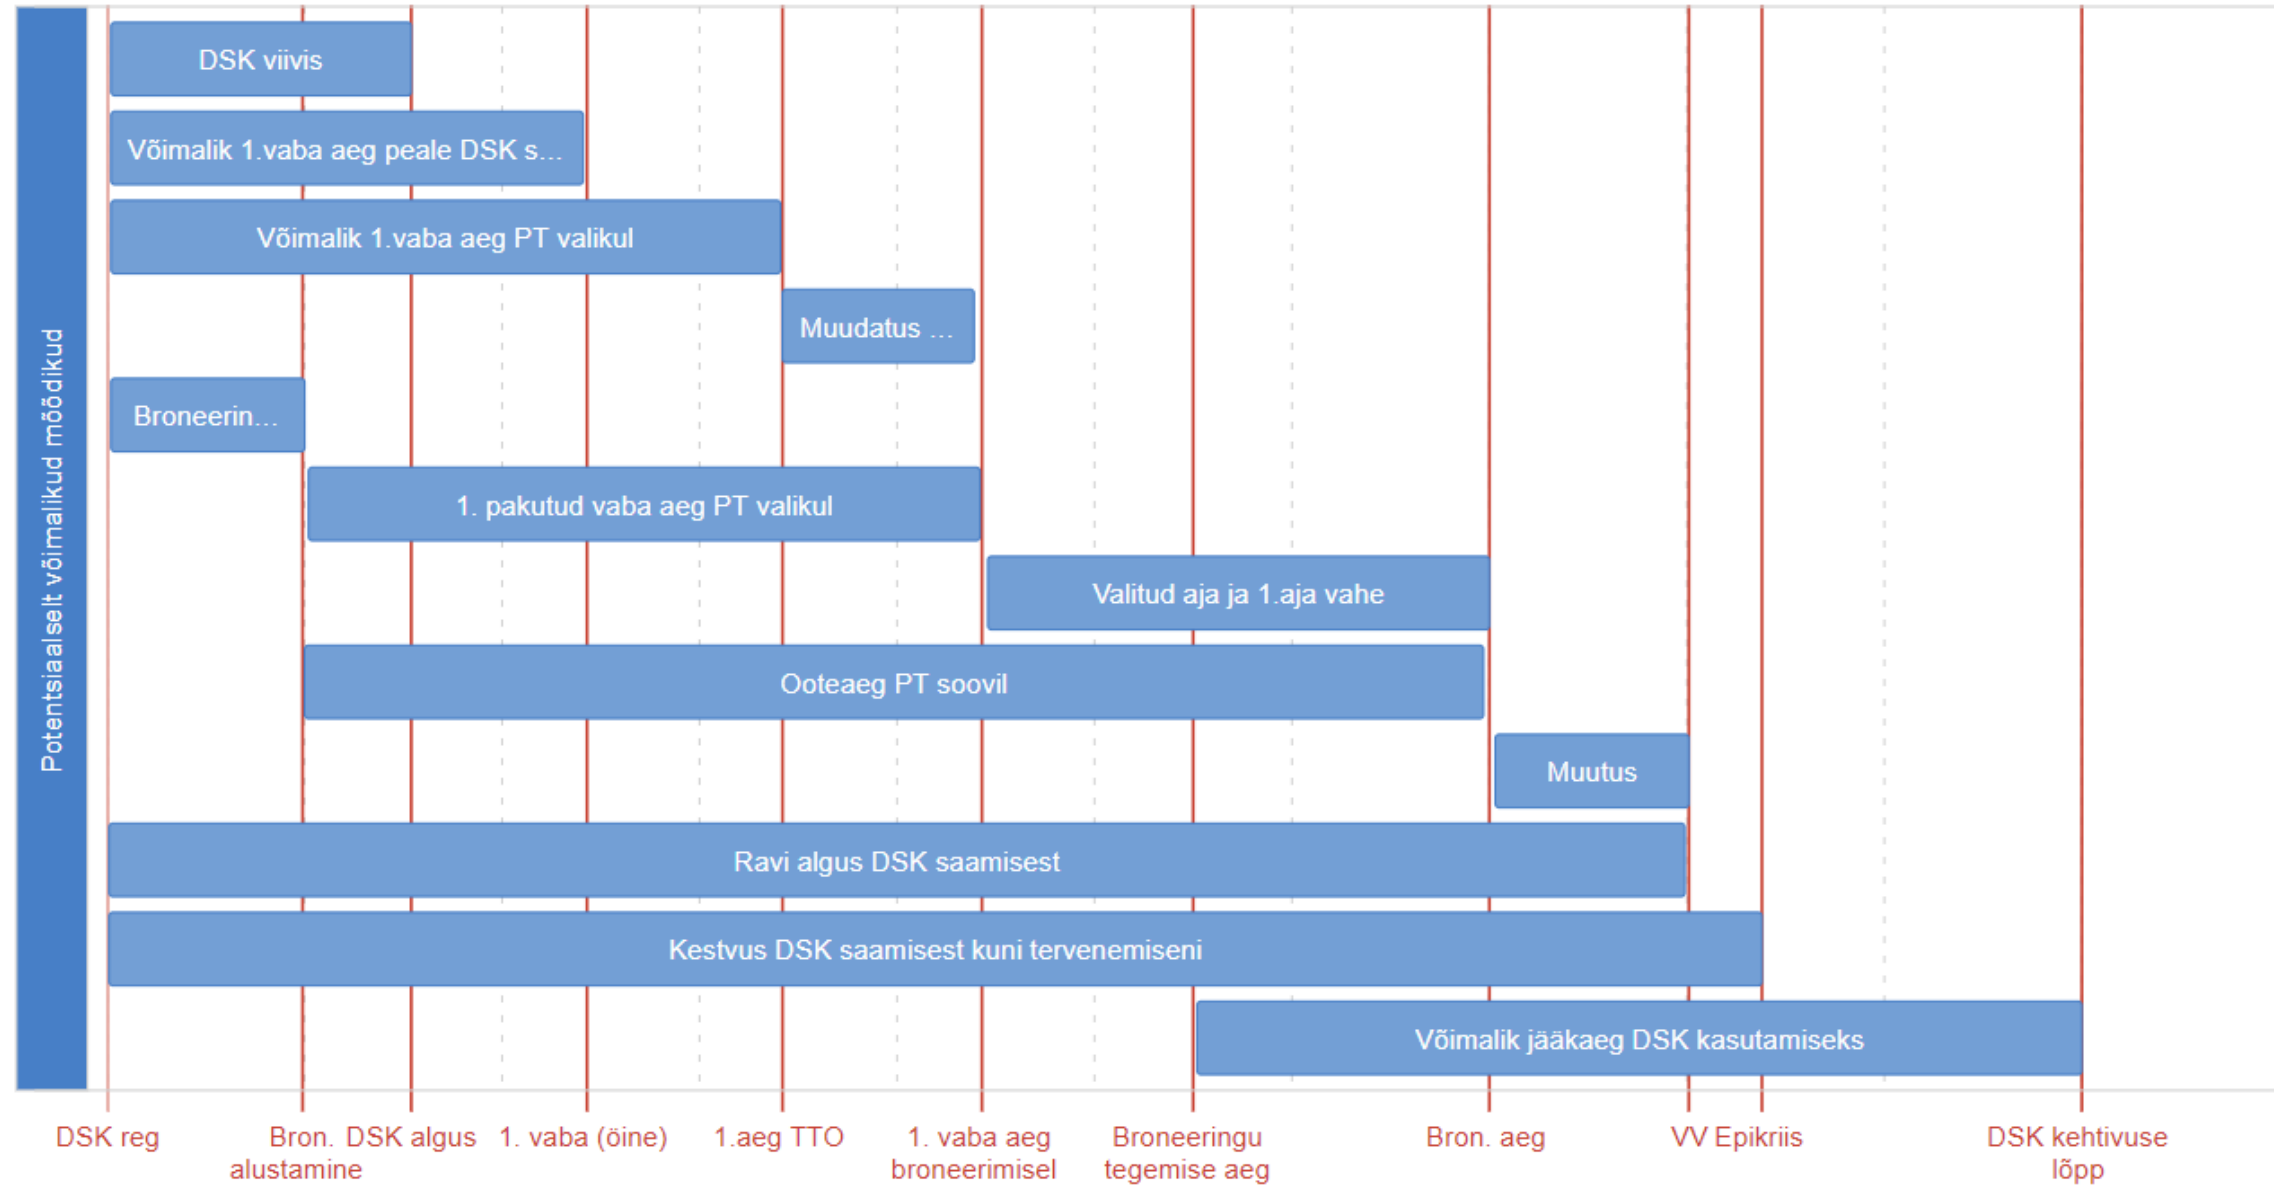 Potentsiaalselt võimalikud mõõdikud
DSK viivis
Võimalik 1.vaba aeg peale DSK s...
Võimalik 1.vaba aeg PT valikul
Muudatus ...
Broneerin...
1. pakutud vaba aeg PT valikul
Valitud aja ja 1.aja vahe
Ooteaeg PT soovil
Muutus
Ravi algus DSK saamisest
Kestvus DSK saamisest kuni tervenemiseni
Võimalik jääkaeg DSK kasutamiseks
DSK reg
Bron.
alustamine
DSK algus
1. vaba (öine)
1.aeg TTO
1. vaba aeg
broneerimisel
Broneeringu
tegemise aeg
Bron. aeg
VV
Epikriis
DSK kehtivuse
lõpp